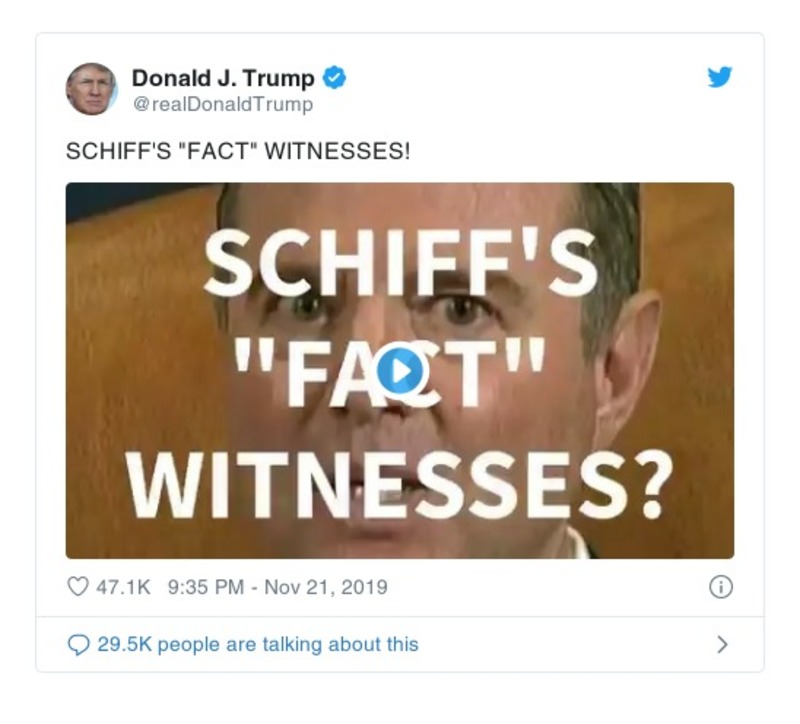 Donald J. Trump
@realDonaldTrump
SCHIFF'S "FACT" WITNESSES!
SCHIFF'S
"FACT"
WITNESSES?
47.1K 9:35 PM - Nov 21, 2019
29.5K people are talking about this